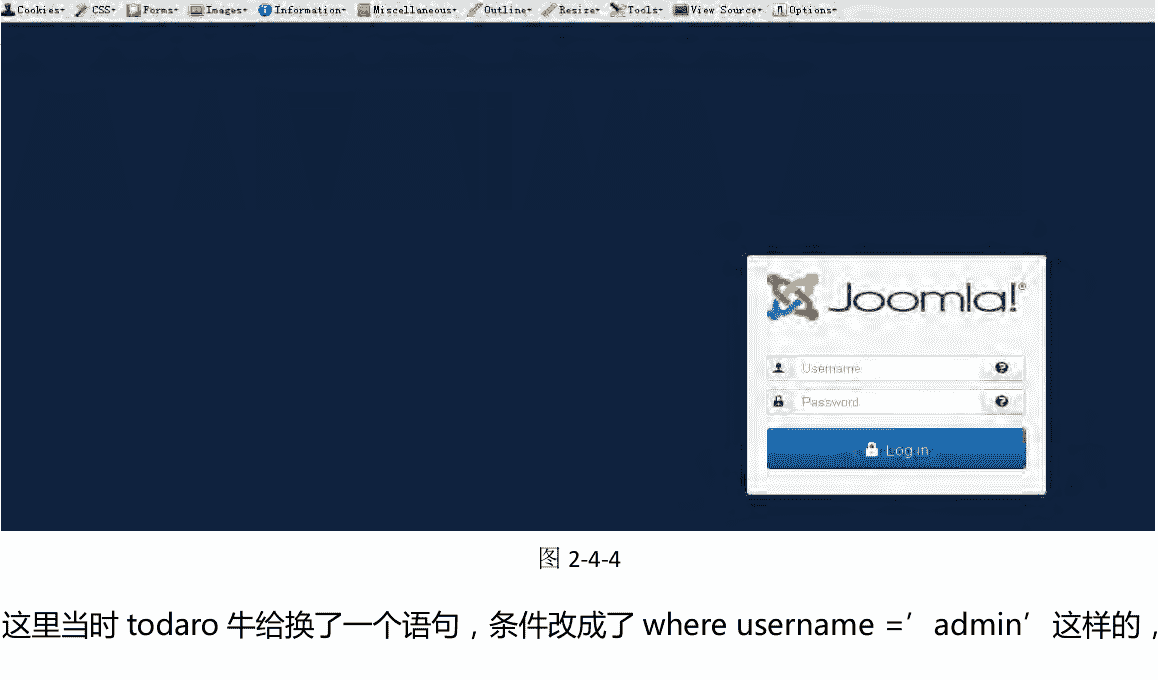 Cookies▾ CSS▾ Forms▾ Images▾ Information▾ Miscellaneous▾ Outline▾ Resize▾ Tools▾ View Source▾ Options▾
Joomla!®
Username
Password
Log in
图 2-4-4
这里当时 todaro 牛给换了一个语句，条件改成了 where username =’admin’这样的，